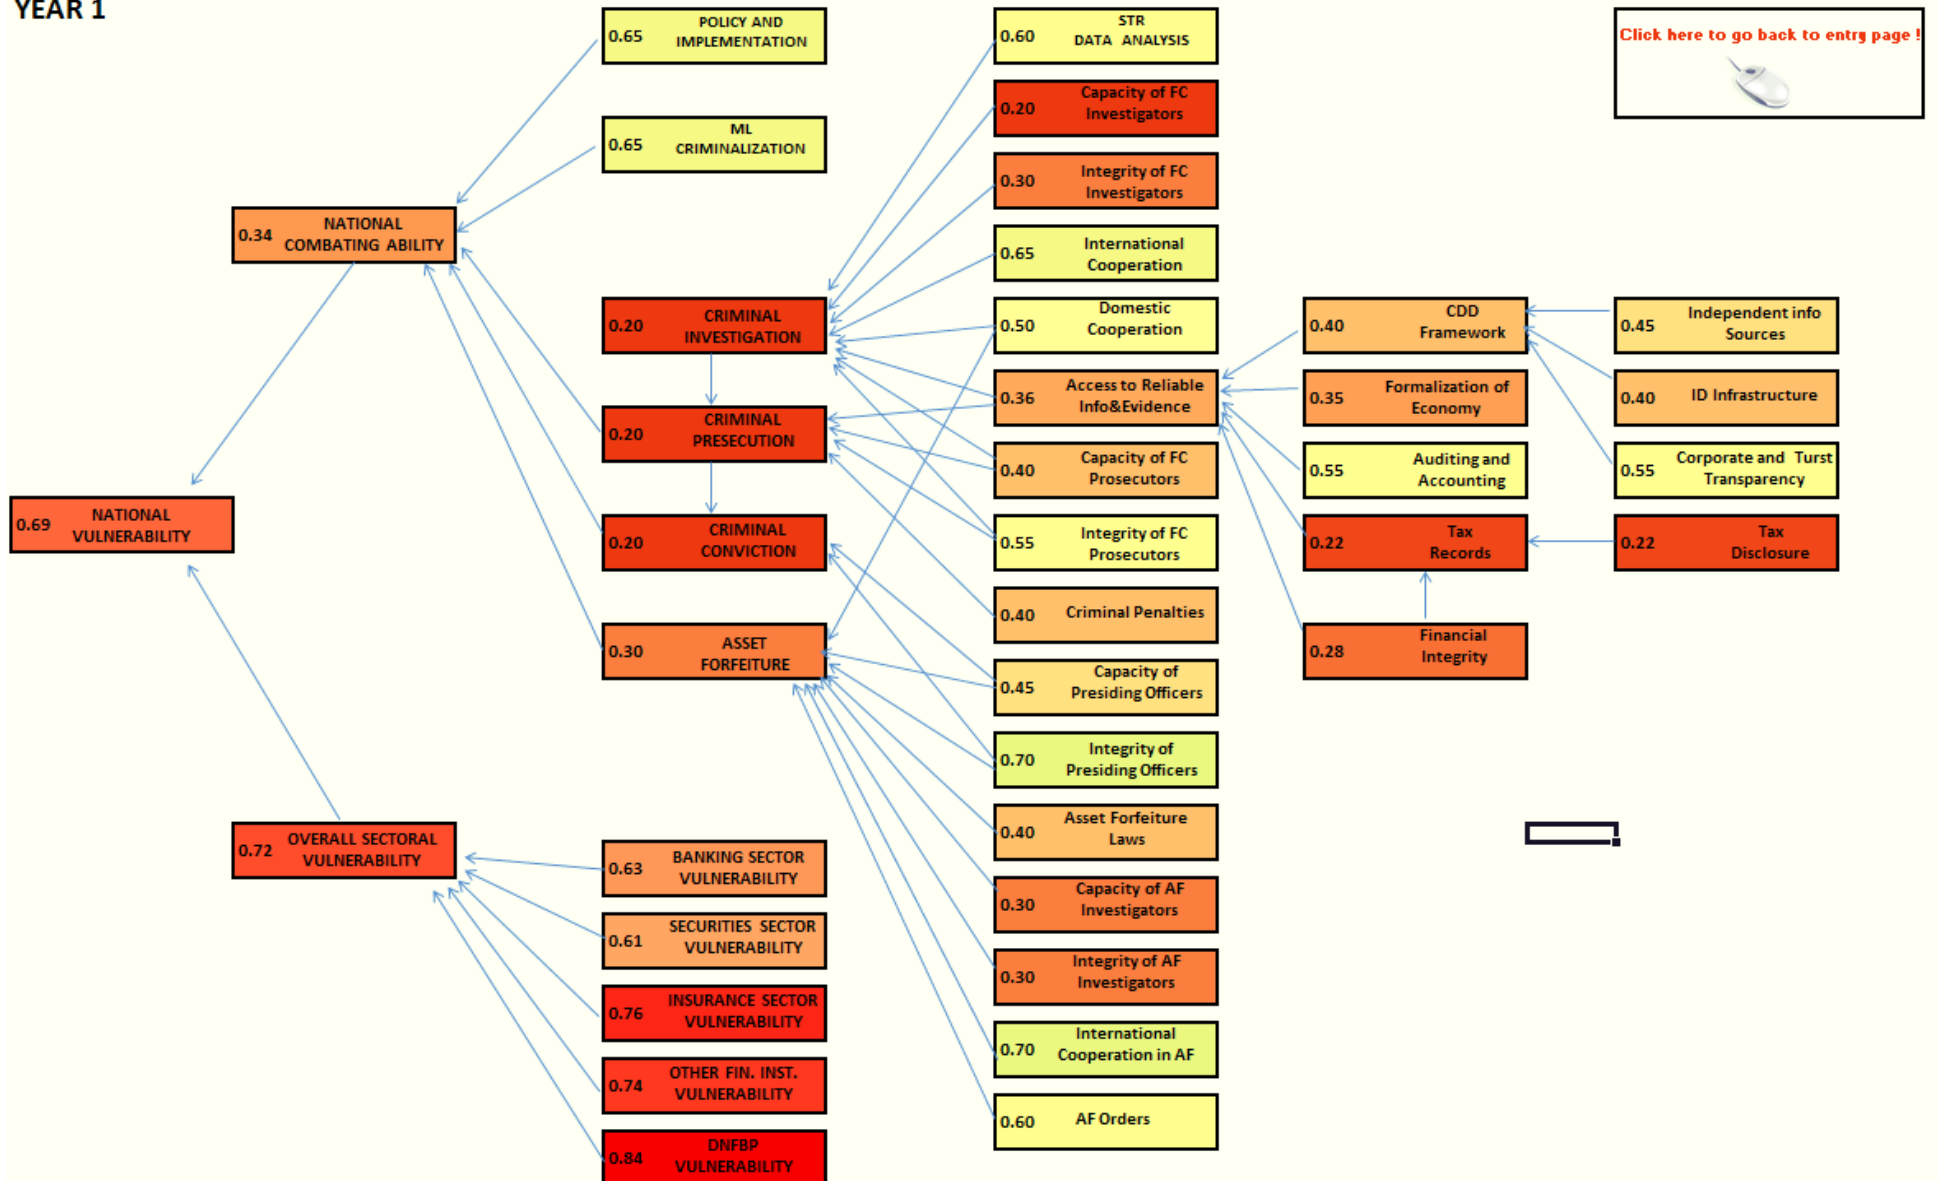 YEAR 1
0.65
POLICY AND
IMPLEMENTATION
0.65
ML
CRIMINALIZATION
0.34
NATIONAL
COMBATING ABILITY
0.20
CRIMINAL
INVESTIGATION
0.20
CRIMINAL
PRESECUTION
0.20
CRIMINAL
CONVICTION
0.30
ASSET
FORFEITURE
0.69
NATIONAL
VULNERABILITY
0.72
OVERALL SECTORAL
VULNERABILITY
0.63
BANKING SECTOR
VULNERABILITY
0.61
SECURITIES SECTOR
VULNERABILITY
0.76
INSURANCE SECTOR
VULNERABILITY
0.74
OTHER FIN. INST.
VULNERABILITY
0.84
DNFBP
VULNERABILITY
0.60
STR
DATA ANALYSIS
0.20
Capacity of FC
Investigators
0.30
Integrity of FC
Investigators
0.65
International
Cooperation
0.50
Domestic
Cooperation
0.36
Access to Reliable
Info&Evidence
0.40
Capacity of FC
Prosecutors
0.55
Integrity of FC
Prosecutors
0.40
Criminal Penalties
0.45
Capacity of
Presiding Officers
0.70
Integrity of
Presiding Officers
0.40
Asset Forfeiture
Laws
0.30
Capacity of AF
Investigators
0.30
Integrity of AF
Investigators
0.70
International
Cooperation in AF
0.60
AF Orders
0.40
CDD
Framework
0.35
Formalization of
Economy
0.55
Auditing and
Accounting
0.22
Tax
Records
0.28
Financial
Integrity
0.45
Independent info
Sources
0.40
ID Infrastructure
0.55
Corporate and Turst
Transparency
0.22
Tax
Disclosure
Click here to go back to entry page !